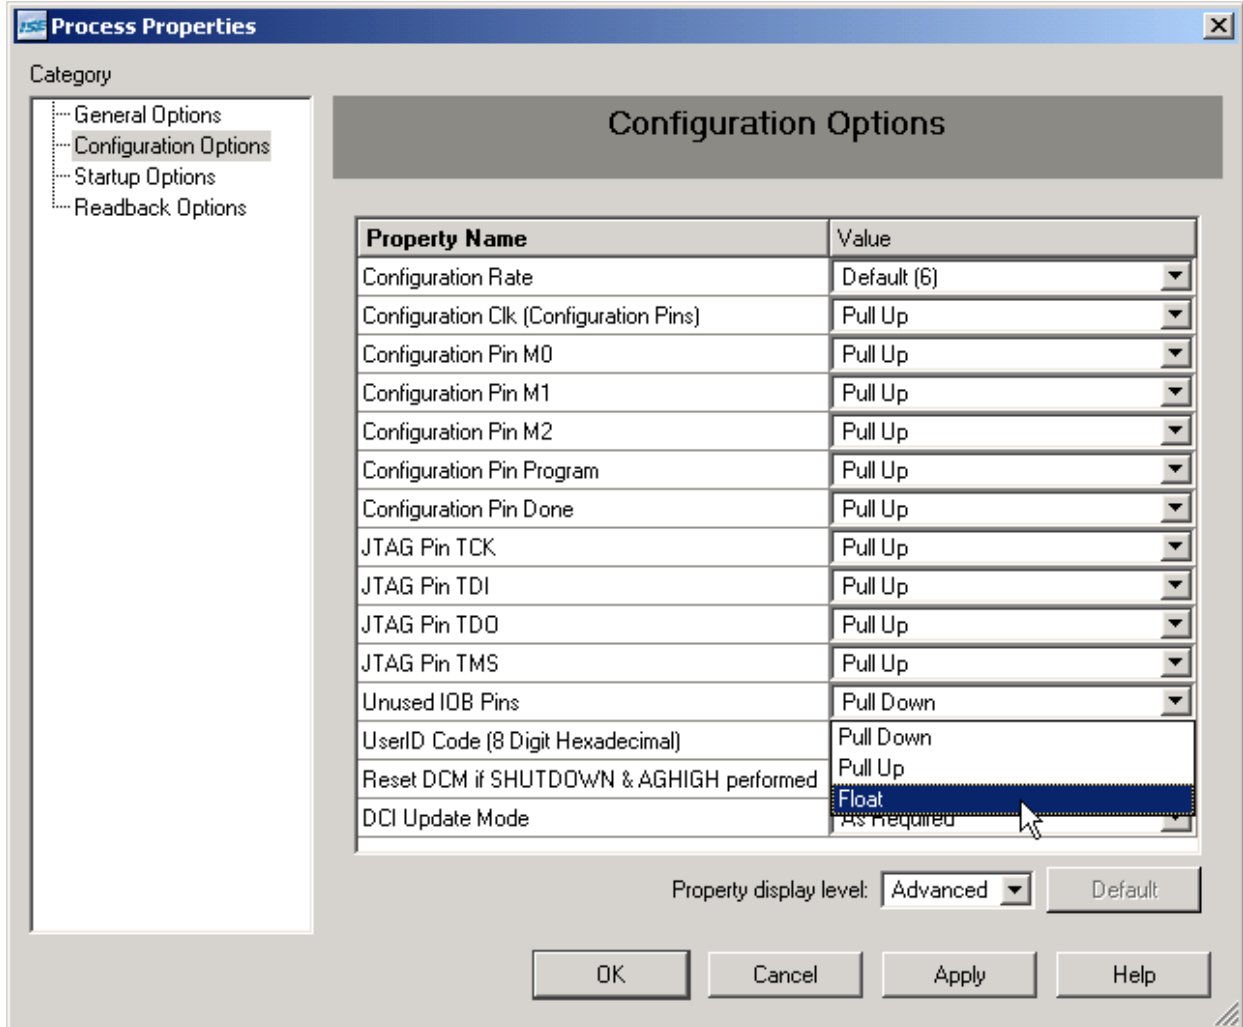 ISE Process Properties
Category
General Options
Configuration Options
Startup Options
Readback Options
Configuration Options
Property Name Value
Configuration Rate Default (6)
Configuration Clk (Configuration Pins) Pull Up
Configuration Pin M0 Pull Up
Configuration Pin M1 Pull Up
Configuration Pin M2 Pull Up
Configuration Pin Program Pull Up
Configuration Pin Done Pull Up
JTAG Pin TCK Pull Up
JTAG Pin TDI Pull Up
JTAG Pin TDO Pull Up
JTAG Pin TMS Pull Up
Unused IOB Pins Pull Down
UserID Code (8 Digit Hexadecimal) Pull Down
Pull Up
Reset DCM if SHUTDOWN & AGHIGH performed
Float
DCI Update Mode As Required
Property display level: Advanced Default
OK Cancel Apply Help